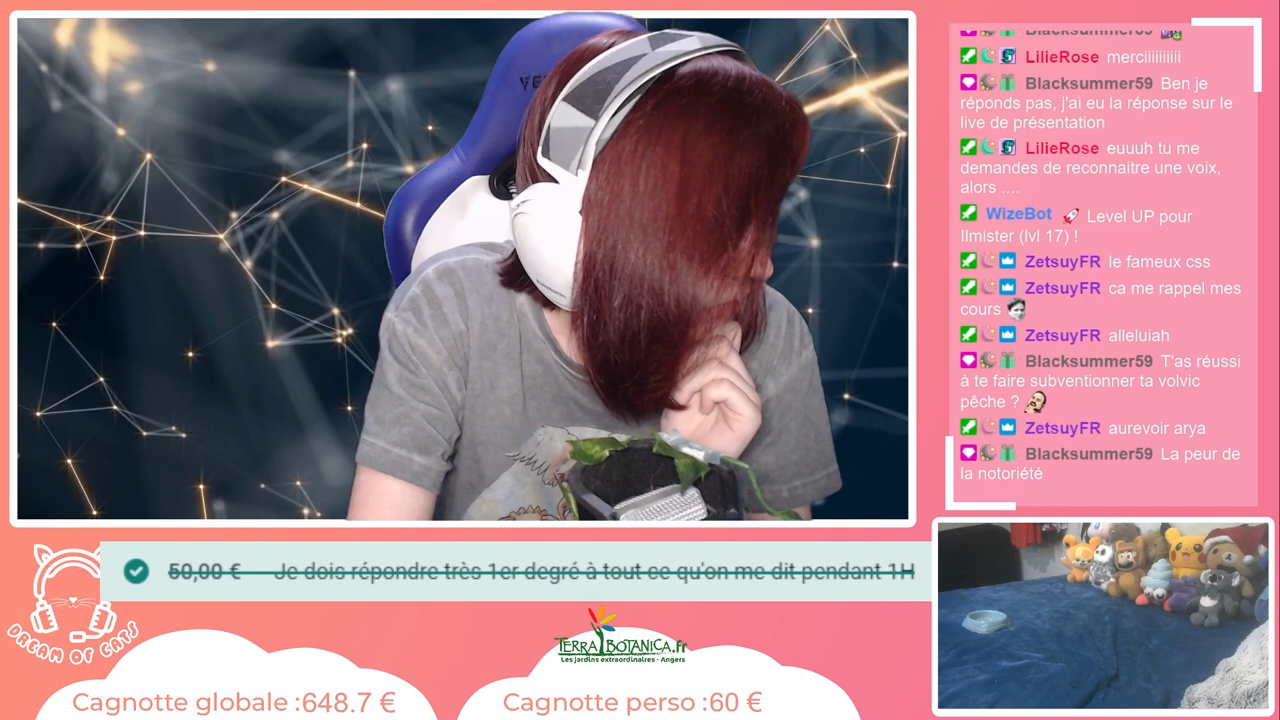 Blacksummer59
LilieRose merciiiiiiiiii
Blacksummer59 Ben je
réponds pas, j'ai eu la réponse sur le
live de présentation
LilieRose euuuh tu me
demandes de reconnaitre une voix,
alors ....
WizeBot 🚀 Level UP pour
Ilmister (lvl 17) !
ZetsuyFR le fameux css
ZetsuyFR ca me rappel mes
cours
ZetsuyFR alleluiah
Blacksummer59 T'as réussi
à te faire subventionner ta volvic
pêche ?
ZetsuyFR aurevoir arya
Blacksummer59 La peur de
la notoriété
50,00 € Je dois répondre très 1er degré à tout ce qu'on me dit pendant 1H
DREAM OF CATS
TERRA BOTANICA.fr
Les jardins extraordinaires - Angers
Cagnotte globale :648.7 €
Cagnotte perso :60 €